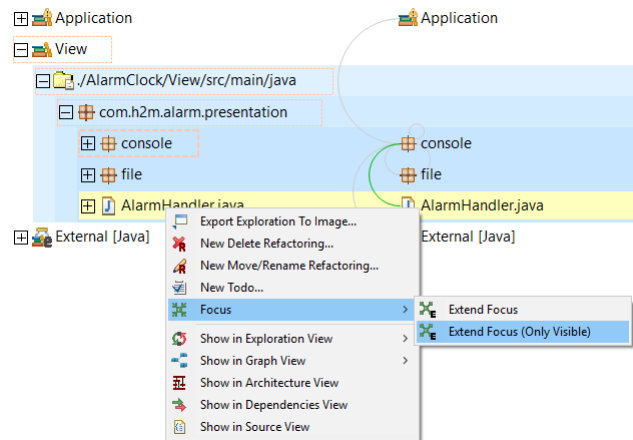 Application Application
View
./AlarmClock/View/src/main/java
com.h2m.alarm.presentation
console console
file file
AlarmHandler.java AlarmHandler.java
External [Java] External [Java]
Export Exploration To Image...
New Delete Refactoring...
New Move/Rename Refactoring...
New Todo...
Focus
Extend Focus
Extend Focus (Only Visible)
Show in Exploration View
Show in Graph View
Show in Architecture View
Show in Dependencies View
Show in Source View